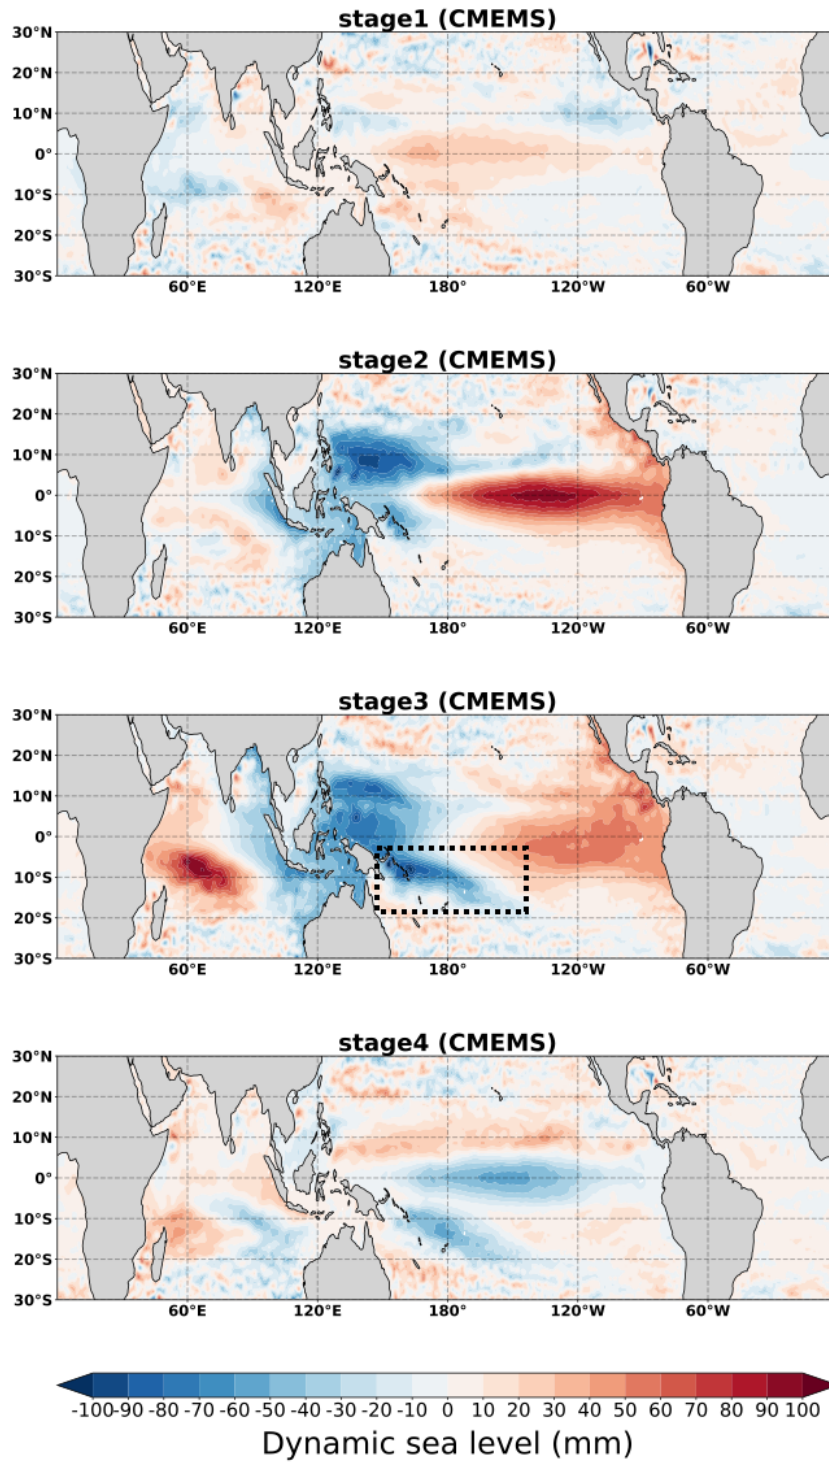 stage1 (CMEMS)
30°N
20°N
10°N
0°
10°S
20°S
30°S
60°E 120°E 180° 120°W 60°W
stage2 (CMEMS)
30°N
20°N
10°N
0°
10°S
20°S
30°S
60°E 120°E 180° 120°W 60°W
stage3 (CMEMS)
30°N
20°N
10°N
0°
10°S
20°S
30°S
60°E 120°E 180° 120°W 60°W
stage4 (CMEMS)
30°N
20°N
10°N
0°
10°S
20°S
30°S
60°E 120°E 180° 120°W 60°W
-100 -90 -80 -70 -60 -50 -40 -30 -20 -10 0 10 20 30 40 50 60 70 80 90 100
Dynamic sea level (mm)